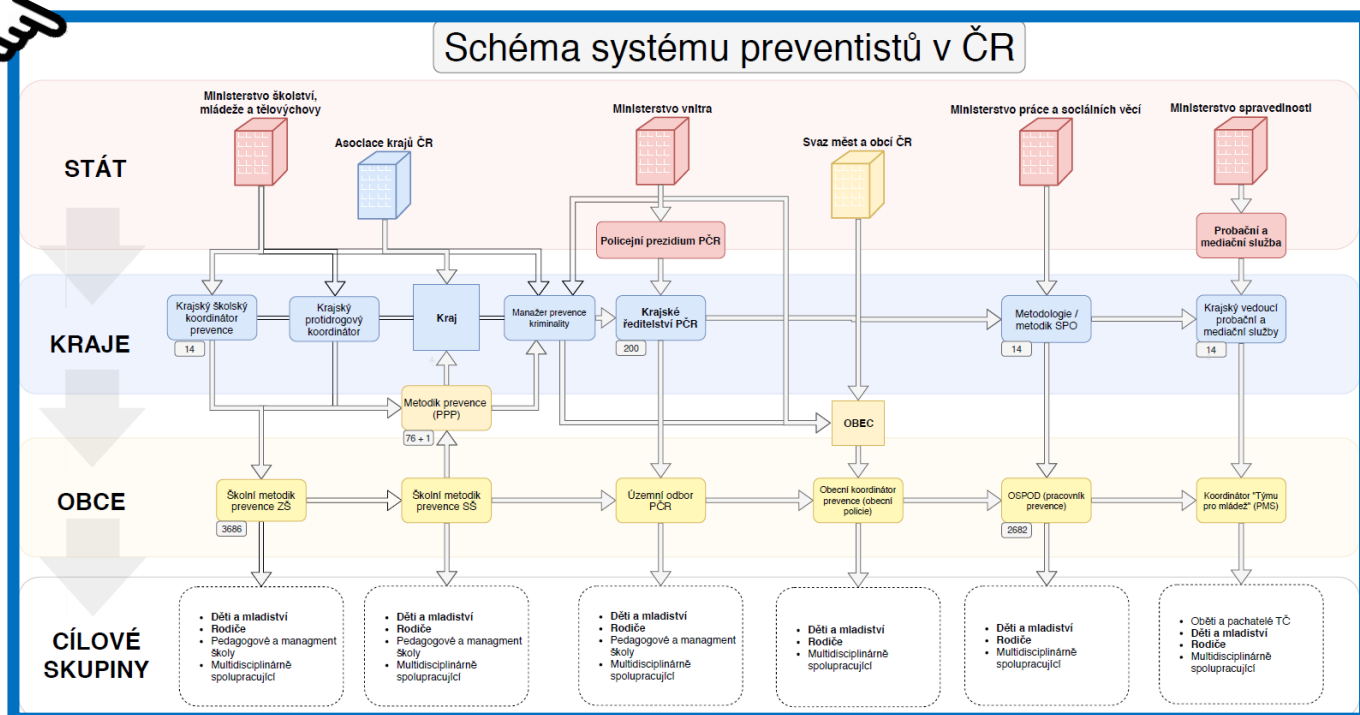 Schéma systému preventistů v ČR
Ministerstvo školství,
mládeže a tělovýchovy
Asociace krajů ČR
Ministerstvo vnitra
Svaz měst a obcí ČR
Ministerstvo práce a sociálních věcí
Ministerstvo spravedlnosti
STÁT
Policejní prezidium PČR
Probační a
mediační služba
KRAJE
Krajský školský
koordinátor
prevence
14
Krajský
protidrogový
koordinátor
Kraj
Manažer prevence
kriminality
Krajské
ředitelství PČR
200
Metodologie /
metodik SPO
14
Krajský vedoucí
probační a
mediační služby
14
Metodik prevence
(PPP)
76 + 1
OBEC
OBCE
Školní metodik
prevence ZŠ
3686
Školní metodik
prevence SŠ
Územní odbor
PČR
Obecní koordinátor
prevence (obecní
policie)
OSPOD (pracovník
prevence)
2682
Koordinátor "Týmu
pro mládež" (PMS)
CÍLOVÉ
SKUPINY
• Děti a mladiství
• Rodiče
• Pedagogové a managment
školy
• Multidisciplinárně
spolupracující
• Děti a mladiství
• Rodiče
• Pedagogové a managment
školy
• Multidisciplinárně
spolupracující
• Děti a mladiství
• Rodiče
• Pedagogové a managment
školy
• Multidisciplinárně
spolupracující
• Děti a mladiství
• Rodiče
• Multidisciplinárně
spolupracující
• Děti a mladiství
• Rodiče
• Multidisciplinárně
spolupracující
• Oběti a pachatelé TČ
• Děti a mladiství
• Rodiče
• Multidisciplinárně
spolupracující